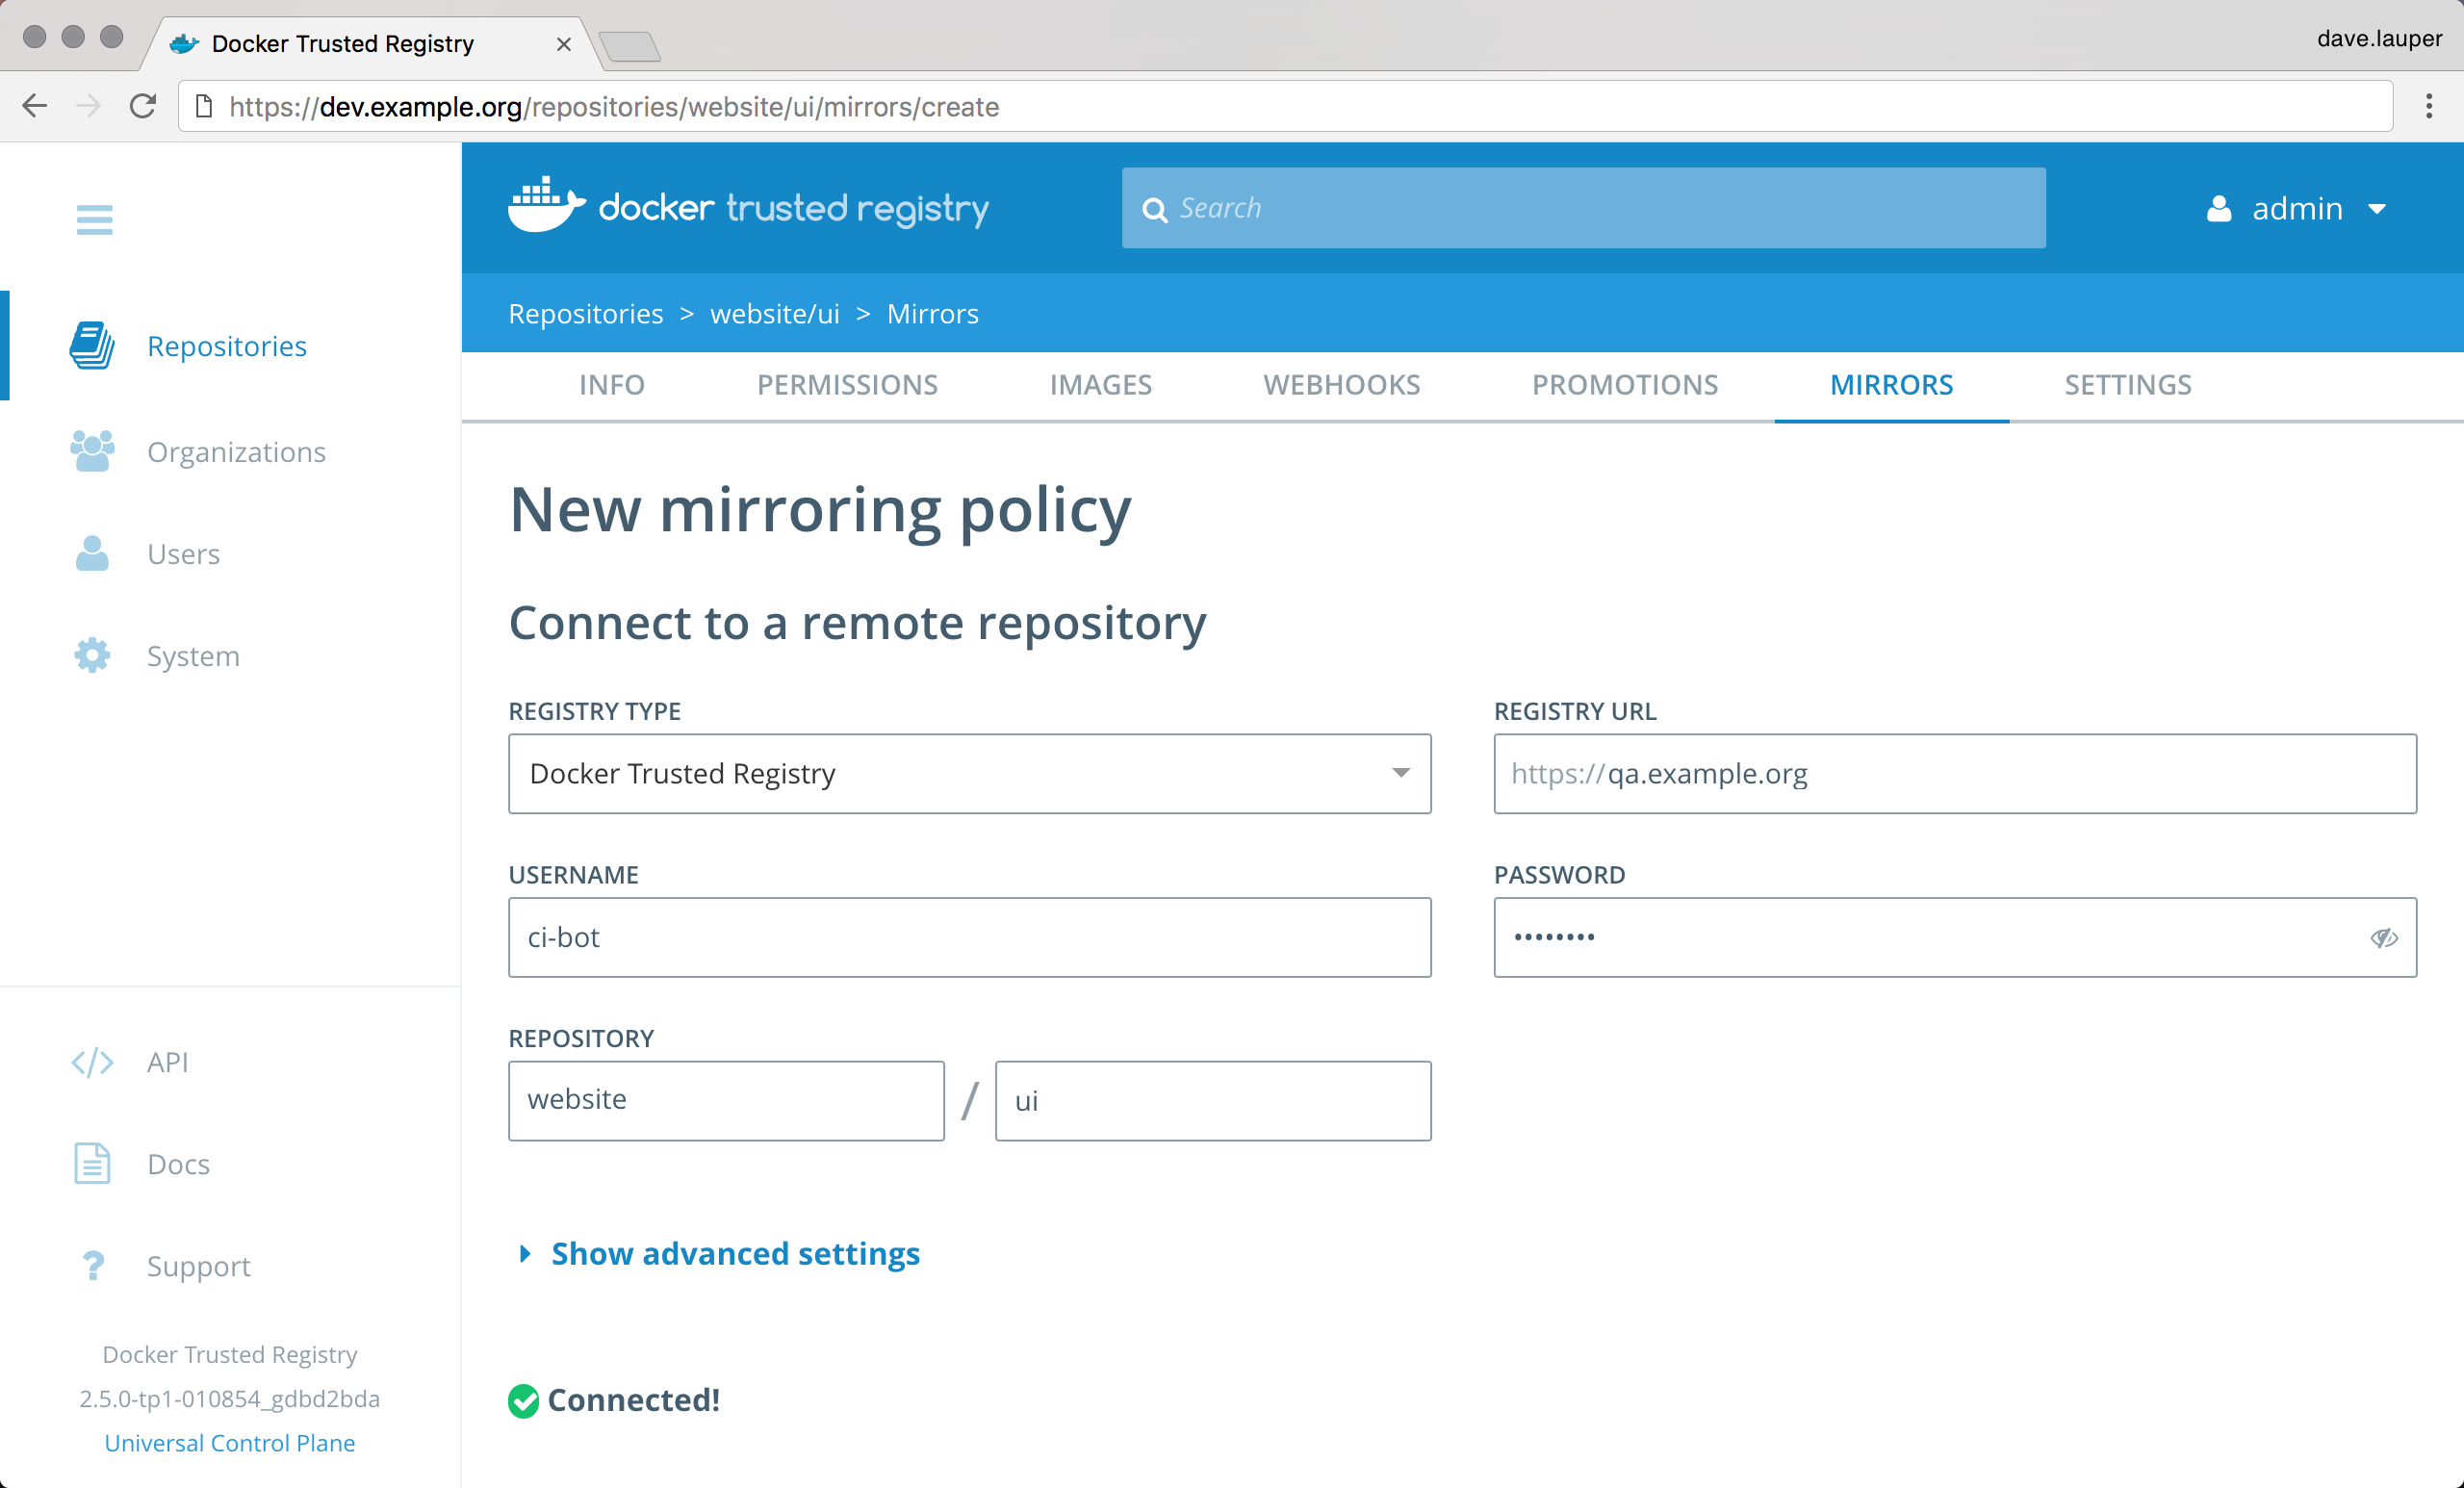 Docker Trusted Registry
dave.lauper
https://dev.example.org/repositories/website/ui/mirrors/create
docker trusted registry
Search
admin
Repositories > website/ui > Mirrors
INFO PERMISSIONS IMAGES WEBHOOKS PROMOTIONS MIRRORS SETTINGS
Repositories
Organizations
Users
System
API
Docs
Support
Docker Trusted Registry
2.5.0-tp1-010854_gdbd2bda
Universal Control Plane
New mirroring policy
Connect to a remote repository
REGISTRY TYPE
Docker Trusted Registry
REGISTRY URL
https://qa.example.org
USERNAME
ci-bot
PASSWORD
••••••••
REPOSITORY
website / ui
Show advanced settings
Connected!